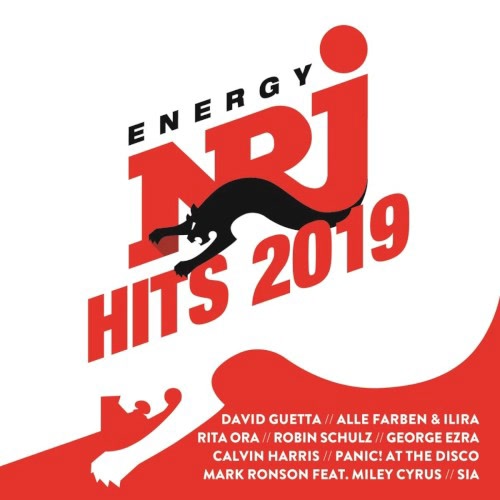 ENERGY
NRJ
HITS 2019
DAVID GUETTA // ALLE FARBEN & ILIRA
RITA ORA // ROBIN SCHULZ // GEORGE EZRA
CALVIN HARRIS // PANIC! AT THE DISCO
MARK RONSON FEAT. MILEY CYRUS // SIA